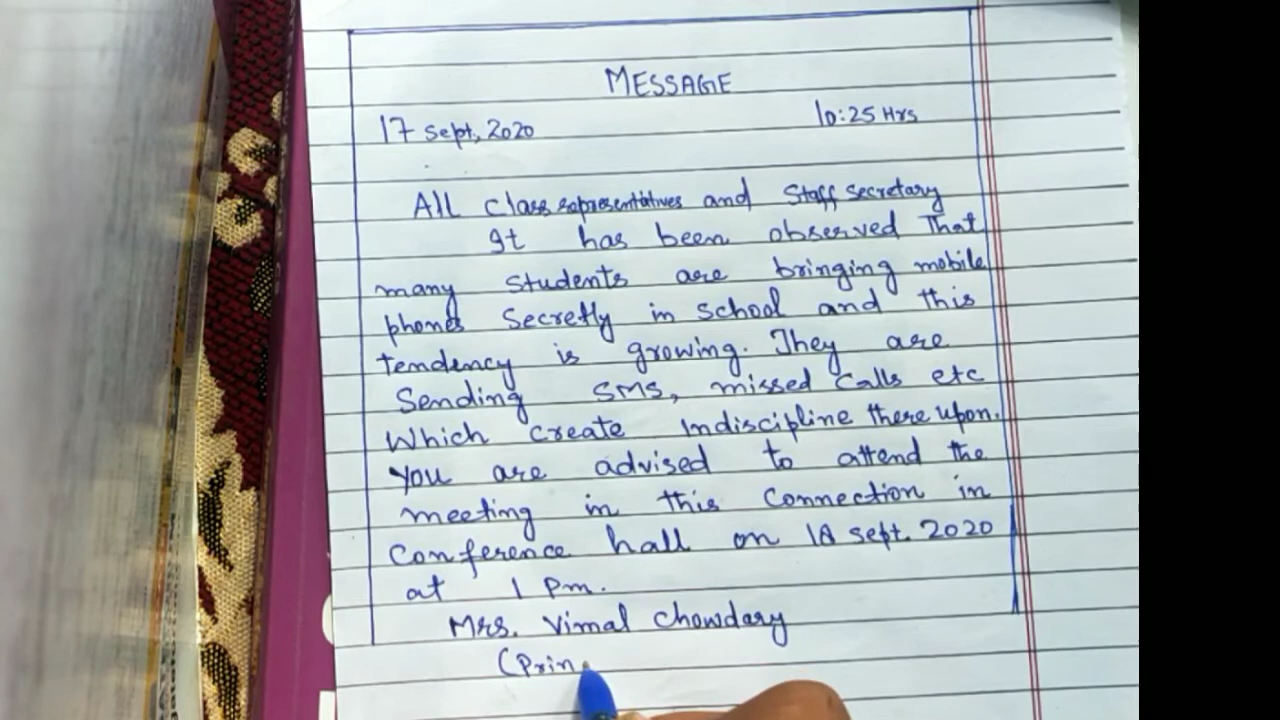 MESSAGE
17 Sept, 2020 10:25 Hrs
All Class representatives and Staff Secretary
It has been observed That
many students are bringing mobile
phones Secretly in school and this
tendency is growing. They are
Sending SMS, missed calls etc
Which create Indiscipline there upon.
You are advised to attend the
meeting in this Connection in
Conference hall on 18 sept. 2020
at 1 Pm.
Mrs. Vimal Chowdary
(Prin